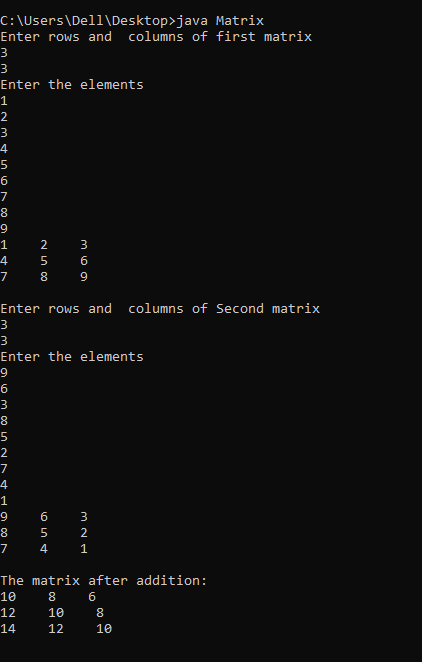 C:\Users\Dell\Desktop>java Matrix
Enter rows and  columns of first matrix
3
3
Enter the elements
1
2
3
4
5
6
7
8
9
1    2    3
4    5    6
7    8    9
Enter rows and  columns of Second matrix
3
3
Enter the elements
9
6
3
8
5
2
7
4
1
9    6    3
8    5    2
7    4    1
The matrix after addition:
10    8    6
12    10    8
14    12    10